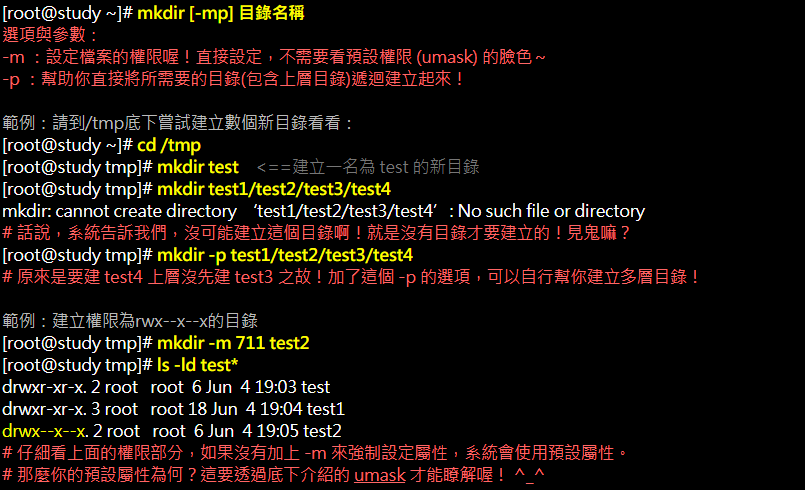 [root@study ~]# mkdir [-mp] 目錄名稱
選項與參數：
-m ：設定檔案的權限喔！直接設定，不需要看預設權限 (umask) 的臉色～
-p ：幫助你直接將所需要的目錄(包含上層目錄)遞迴建立起來！
範例：請到/tmp底下嘗試建立數個新目錄看看：
[root@study ~]# cd /tmp
[root@study tmp]# mkdir test    <==建立一名為 test 的新目錄
[root@study tmp]# mkdir test1/test2/test3/test4
mkdir: cannot create directory ‘test1/test2/test3/test4’: No such file or directory
# 話說，系統告訴我們，沒可能建立這個目錄啊！就是沒有目錄才要建立的！見鬼嘛？
[root@study tmp]# mkdir -p test1/test2/test3/test4
# 原來是要建 test4 上層沒先建 test3 之故！加了這個 -p 的選項，可以自行幫你建立多層目錄！
範例：建立權限為rwx--x--x的目錄
[root@study tmp]# mkdir -m 711 test2
[root@study tmp]# ls -ld test*
drwxr-xr-x. 2 root   root  6 Jun  4 19:03 test
drwxr-xr-x. 3 root   root 18 Jun  4 19:04 test1
drwx--x--x. 2 root   root  6 Jun  4 19:05 test2
# 仔細看上面的權限部分，如果沒有加上 -m 來強制設定屬性，系統會使用預設屬性。
# 那麼你的預設屬性為何？這要透過底下介紹的 umask 才能瞭解喔！ ^_^